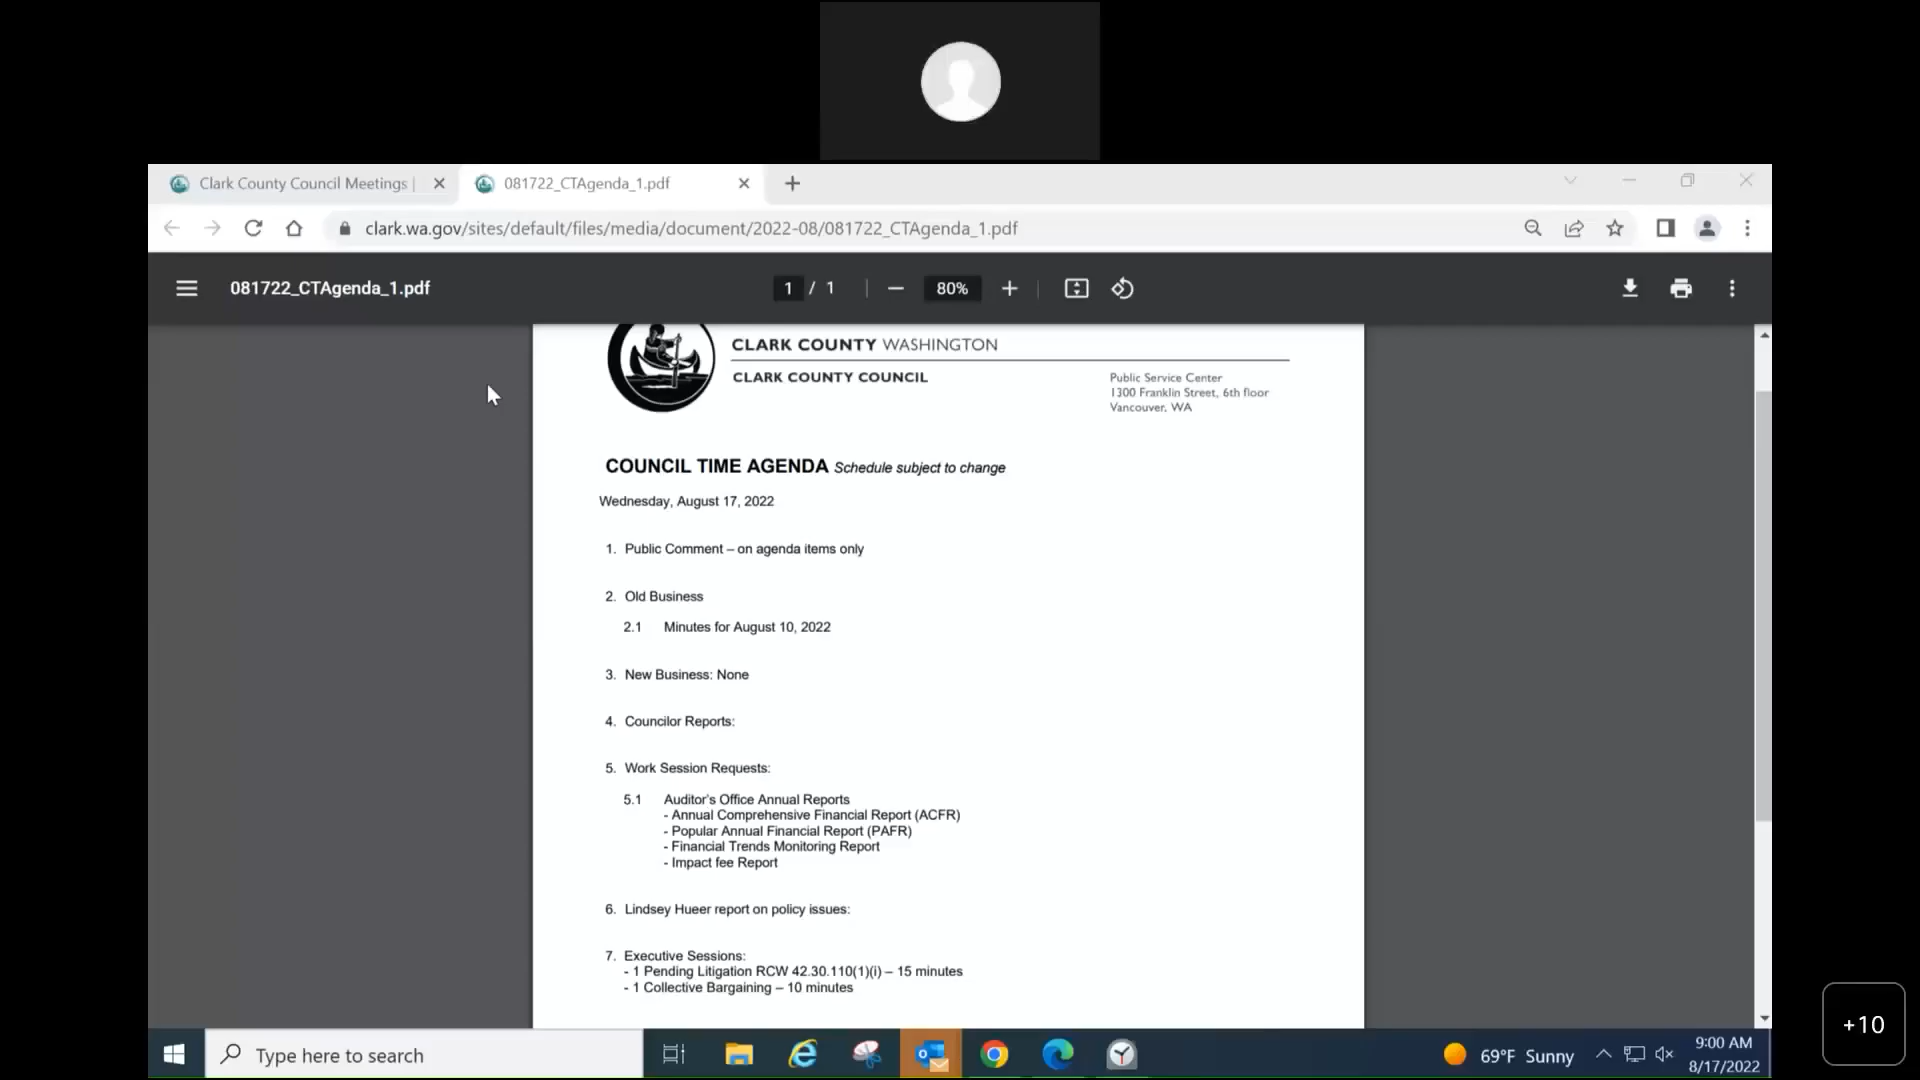 Clark County Council Meetings |
081722_CTAgenda_1.pdf
clark.wa.gov/sites/default/files/media/document/2022-08/081722_CTAgenda_1.pdf
081722_CTAgenda_1.pdf
1 / 1
80%
CLARK COUNTY WASHINGTON
CLARK COUNTY COUNCIL
Public Service Center
1300 Franklin Street, 6th floor
Vancouver, WA
COUNCIL TIME AGENDA Schedule subject to change
Wednesday, August 17, 2022
1. Public Comment – on agenda items only
2. Old Business
2.1 Minutes for August 10, 2022
3. New Business: None
4. Councilor Reports:
5. Work Session Requests:
5.1 Auditor's Office Annual Reports
- Annual Comprehensive Financial Report (ACFR)
- Popular Annual Financial Report (PAFR)
- Financial Trends Monitoring Report
- Impact fee Report
6. Lindsey Hueer report on policy issues:
7. Executive Sessions:
- 1 Pending Litigation RCW 42.30.110(1)(i) – 15 minutes
- 1 Collective Bargaining – 10 minutes
+10
Type here to search
69°F Sunny
9:00 AM
8/17/2022